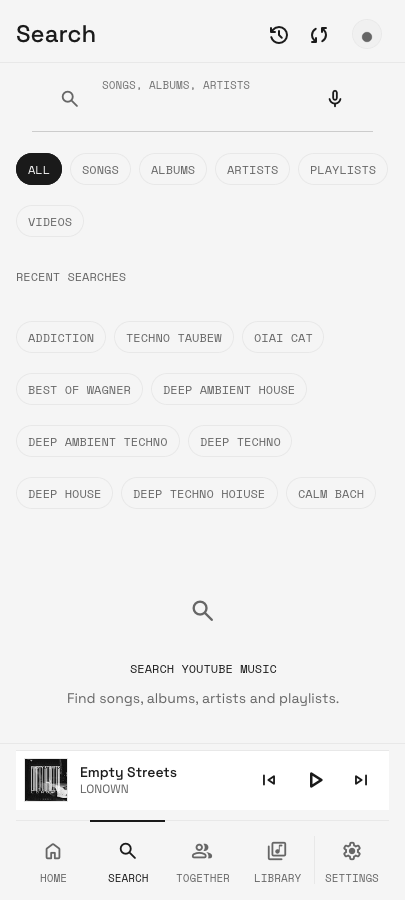 Search
SONGS, ALBUMS, ARTISTS
ALL SONGS ALBUMS ARTISTS PLAYLISTS
VIDEOS
RECENT SEARCHES
ADDICTION TECHNO TAUBEW OIAI CAT
BEST OF WAGNER DEEP AMBIENT HOUSE
DEEP AMBIENT TECHNO DEEP TECHNO
DEEP HOUSE DEEP TECHNO HOIUSE CALM BACH
SEARCH YOUTUBE MUSIC
Find songs, albums, artists and playlists.
Empty Streets
LONOWN
HOME SEARCH TOGETHER LIBRARY SETTINGS